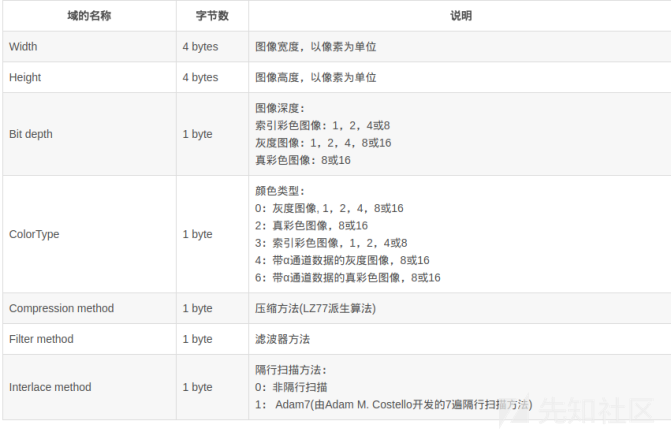 域的名称 字节数 说明
Width 4 bytes 图像宽度，以像素为单位
Height 4 bytes 图像高度，以像素为单位
Bit depth 1 byte 图像深度：
索引彩色图像：1，2，4或8
灰度图像：1，2，4，8或16
真彩色图像：8或16
ColorType 1 byte 颜色类型：
0：灰度图像, 1，2，4，8或16
2：真彩色图像，8或16
3：索引彩色图像，1，2，4或8
4：带α通道数据的灰度图像，8或16
6：带α通道数据的真彩色图像，8或16
Compression method 1 byte 压缩方法(LZ77派生算法)
Filter method 1 byte 滤波器方法
Interlace method 1 byte 隔行扫描方法：
0：非隔行扫描
1： Adam7(由Adam M. Costello开发的7遍隔行扫描方法)
先知社区